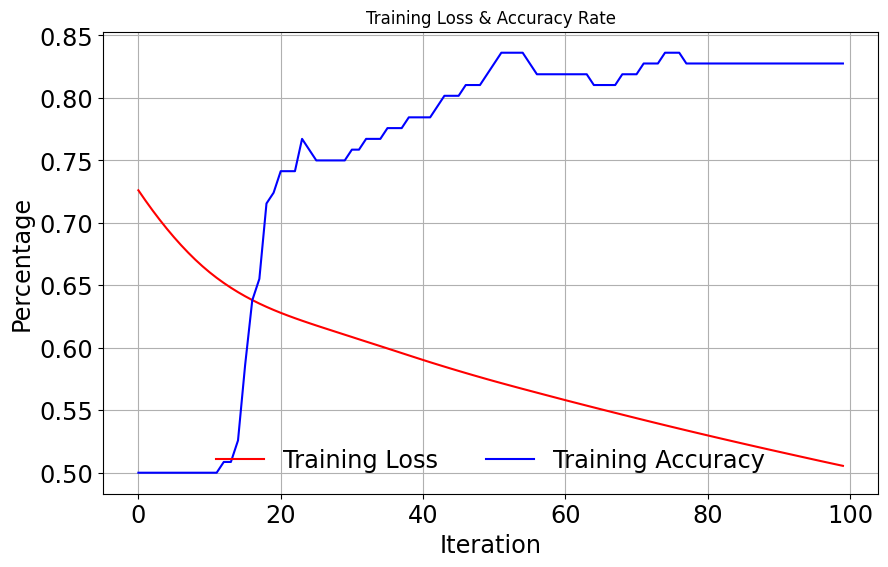 Training Loss & Accuracy Rate
0.85
0.80
0.75
0.70
0.65
0.60
0.55
0.50
Percentage
Training Loss Training Accuracy
0 20 40 60 80 100
Iteration